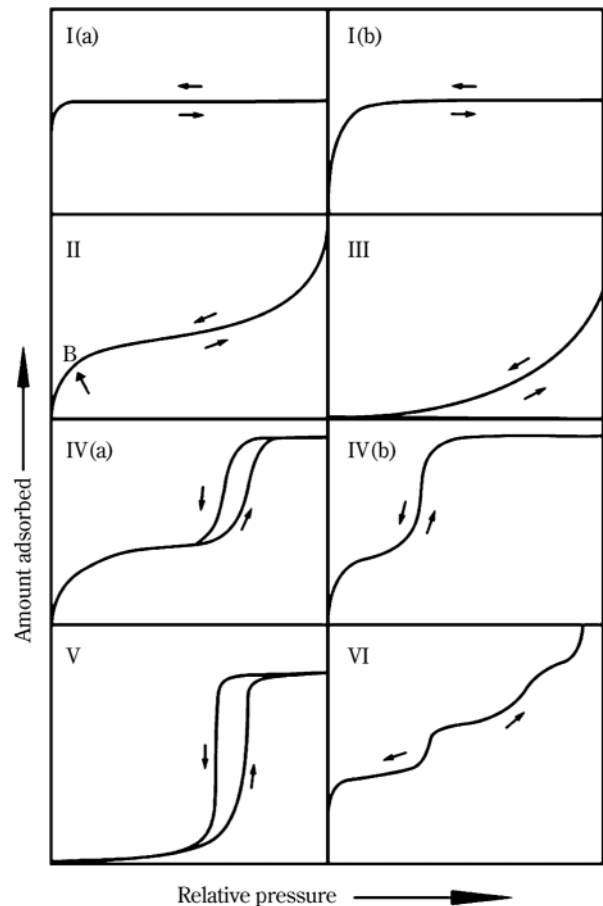 I(a)
I(b)
II
III
B
IV(a)
IV(b)
V
VI
Amount adsorbed
Relative pressure